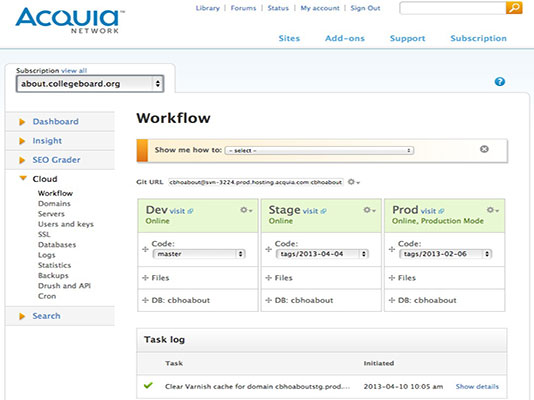 Acquia
NETWORK
Library Forums Status My account Sign Out
Sites Add-ons Support Subscription
Subscription view all
about.collegeboard.org
?
Dashboard
Insight
SEO Grader
Cloud
Workflow
Domains
Servers
Users and keys
SSL
Databases
Logs
Statistics
Backups
Drush and API
Cron
Search
Workflow
Show me how to: - select -
Git URL cbhoabout@svn-3224.prod.hosting.acquia.com:cbhoabout
Dev visit
Online
Code:
master
Files
DB: cbhoabout
Stage visit
Online
Code:
tags/2013-04-04
Files
DB: cbhoabout
Prod visit
Online, Production Mode
Code:
tags/2013-02-06
Files
DB: cbhoabout
Task log
Task Initiated
Clear Varnish cache for domain cbhoaboutstg.prod.... 2013-04-10 10:05 am Show details